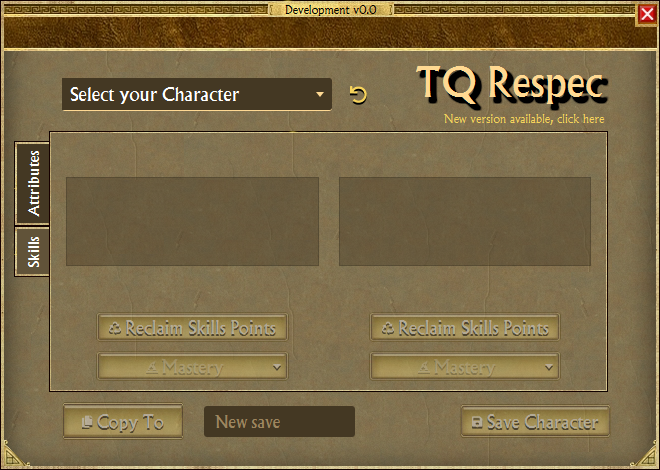 Development v0.0
Select your Character
TQ Respec
New version available, click here
Attributes
Skills
Reclaim Skills Points
Reclaim Skills Points
Mastery
Mastery
Copy To
New save
Save Character